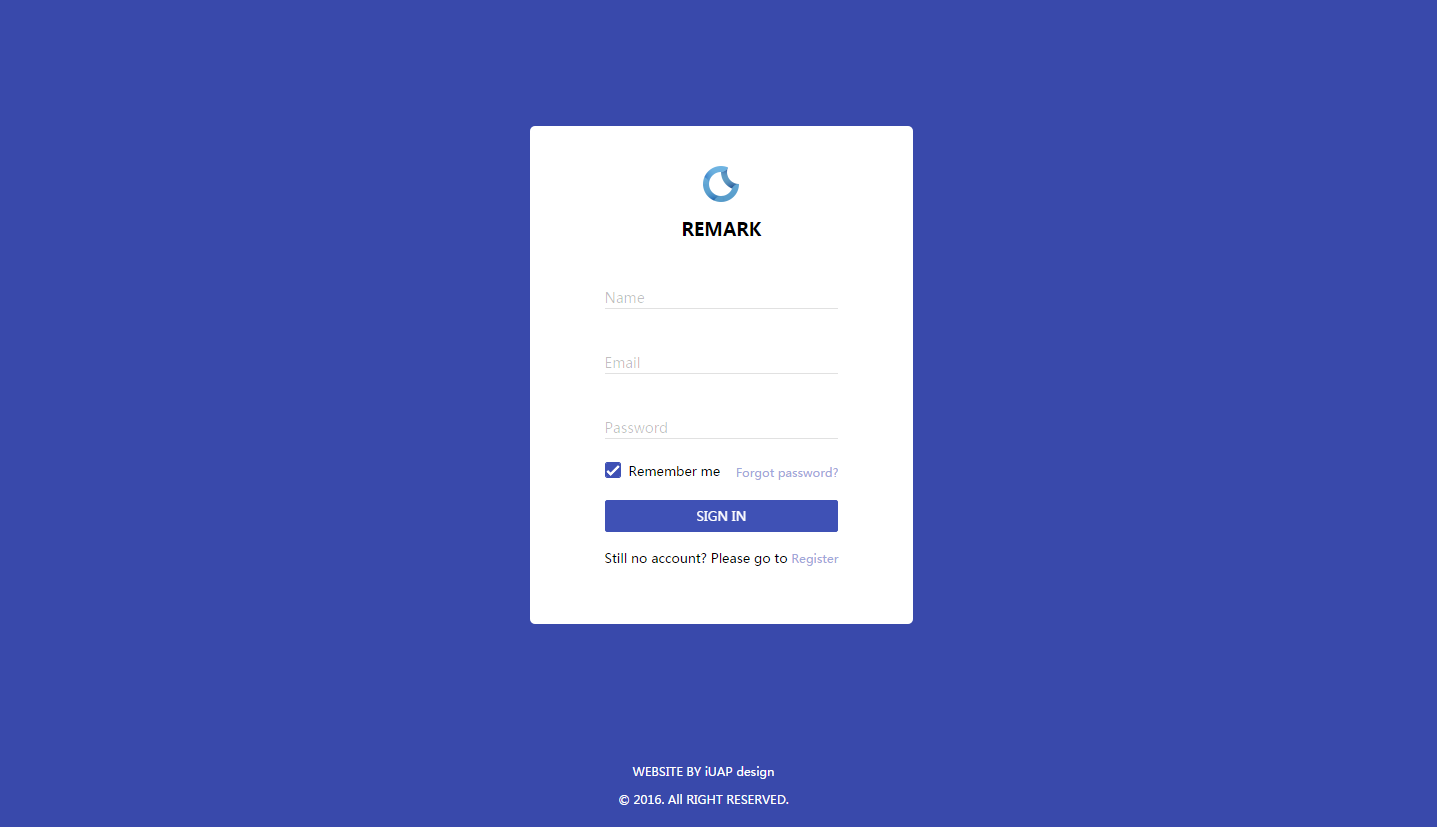 REMARK
Name
Email
Password
Remember me Forgot password?
SIGN IN
Still no account? Please go to Register
WEBSITE BY iUAP design
© 2016. All RIGHT RESERVED.